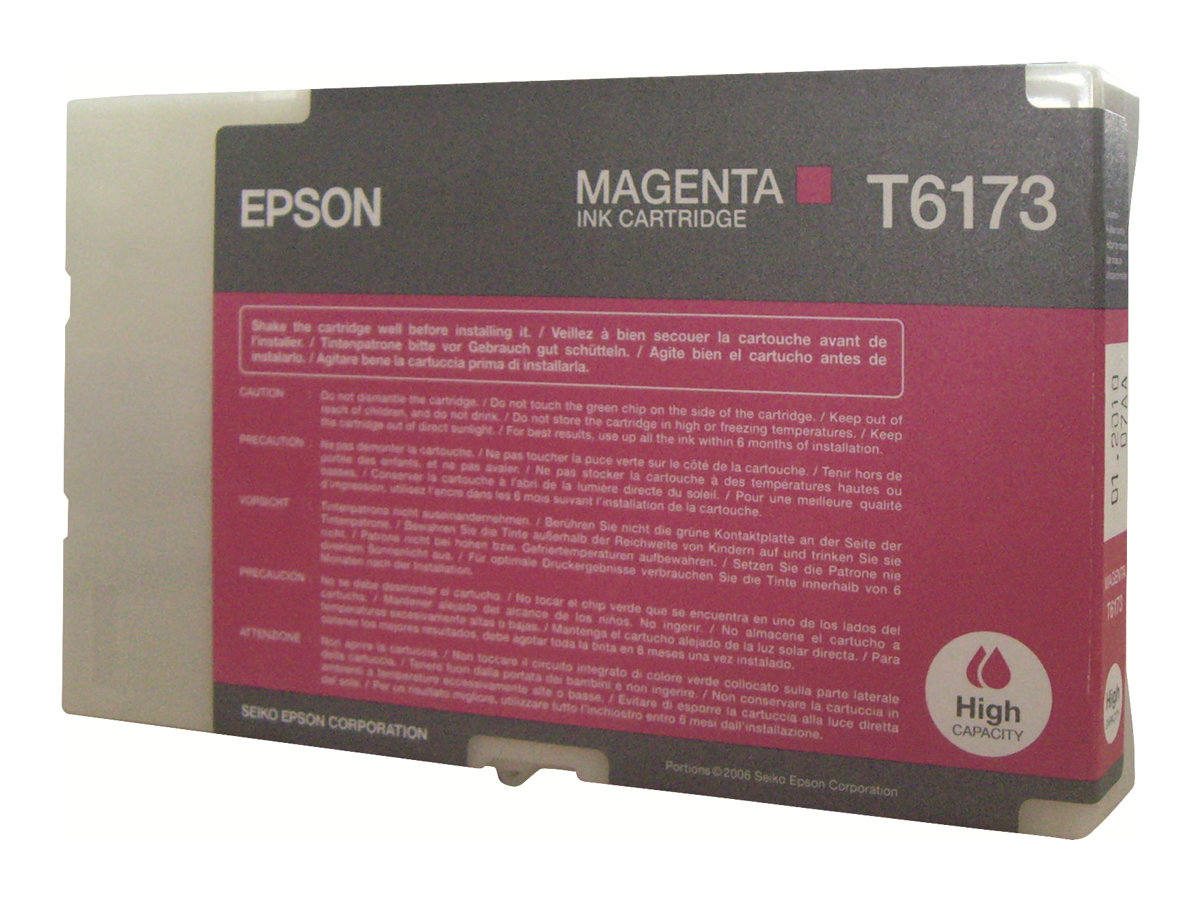 EPSON
MAGENTA
INK CARTRIDGE
T6173
Shake the cartridge well before installing it. / Veillez à bien secouer la cartouche avant de
l'installer. / Tintenpatrone bitte vor Gebrauch gut schütteln. / Agite bien el cartucho antes de
instalarlo. / Agitare bene la cartuccia prima di installarla.
CAUTION : Do not dismantle the cartridge. / Do not touch the green chip on the side of the cartridge. / Keep out of
reach of children, and do not drink. / Do not store the cartridge in high or freezing temperatures. / Keep
the cartridge out of direct sunlight. / For best results, use up all the ink within 6 months of installation.
PRECAUTION : Ne pas démonter la cartouche. / Ne pas toucher la puce verte sur le côté de la cartouche. / Tenir hors de
portée des enfants, et ne pas avaler. / Ne pas stocker la cartouche à des températures hautes ou
basses. / Conserver la cartouche à l'abri de la lumière directe du soleil. / Pour une meilleure qualité
d'impression, utilisez l'encre dans les 6 mois suivant l'installation de la cartouche.
VORSICHT : Tintenpatrone nicht auseinandernehmen. / Berühren Sie nicht die grüne Kontaktplatte an der Seite der
Tintenpatrone. / Bewahren Sie die Tinte außerhalb der Reichweite von Kindern auf und trinken Sie sie
nicht. / Patrone nicht bei hohen bzw. Gefriertemperaturen aufbewahren. / Setzen Sie die Patrone nie
direktem Sonnenlicht aus. / Für optimale Druckergebnisse verbrauchen Sie die Tinte innerhalb von 6
Monaten nach der Installation.
PRECAUCION : No se debe desmontar el cartucho. / No tocar el chip verde que se encuentra en uno de los lados del
cartucho. / Mantener alejado del alcance de los niños. No ingerir. / No almacene el cartucho a
temperaturas excesivamente altas o bajas. / Mantenga el cartucho alejado de la luz solar directa. / Para
obtener los mejores resultados, debe agotar toda la tinta en 6 meses una vez instalado.
ATTENZIONE : Non aprire la cartuccia. / Non toccare il circuito integrato di colore verde collocato sulla parte laterale
della cartuccia. / Tenere fuori dalla portata dei bambini e non ingerire. / Non conservare la cartuccia in
ambienti a temperature eccessivamente alte o basse. / Evitare di esporre la cartuccia alla luce diretta
del sole. / Per un risultato migliore, utilizzare tutto l'inchiostro entro 6 mesi dall'installazione.
High
CAPACITY
SEIKO EPSON CORPORATION
Portions © 2006 Seiko Epson Corporation
01 - 2010
07AA
MAGENTA
T6173
High
CAPACITY